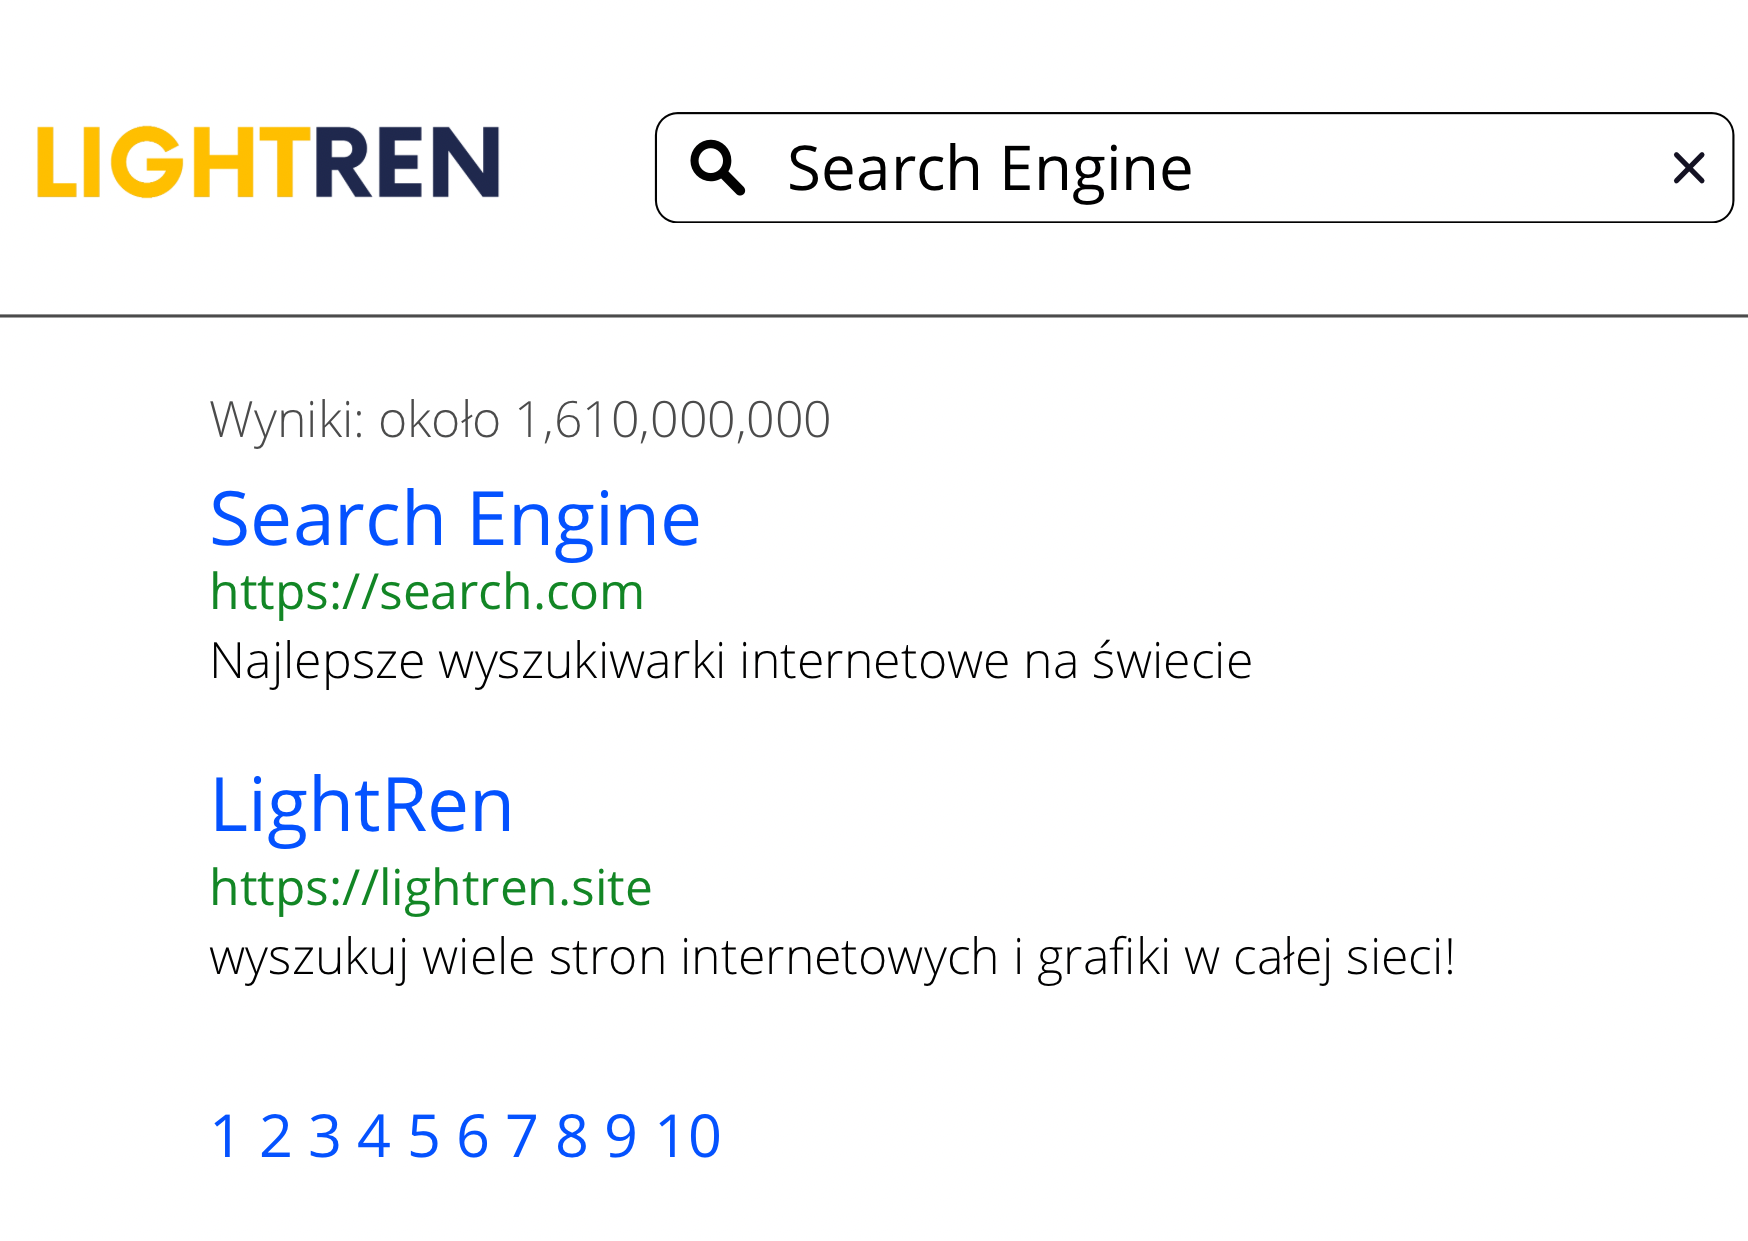 LIGHTREN
Search Engine
Wyniki: około 1,610,000,000
Search Engine
https://search.com
Najlepsze wyszukiwarki internetowe na świecie
LightRen
https://lightren.site
wyszukuj wiele stron internetowych i grafiki w całej sieci!
1 2 3 4 5 6 7 8 9 10